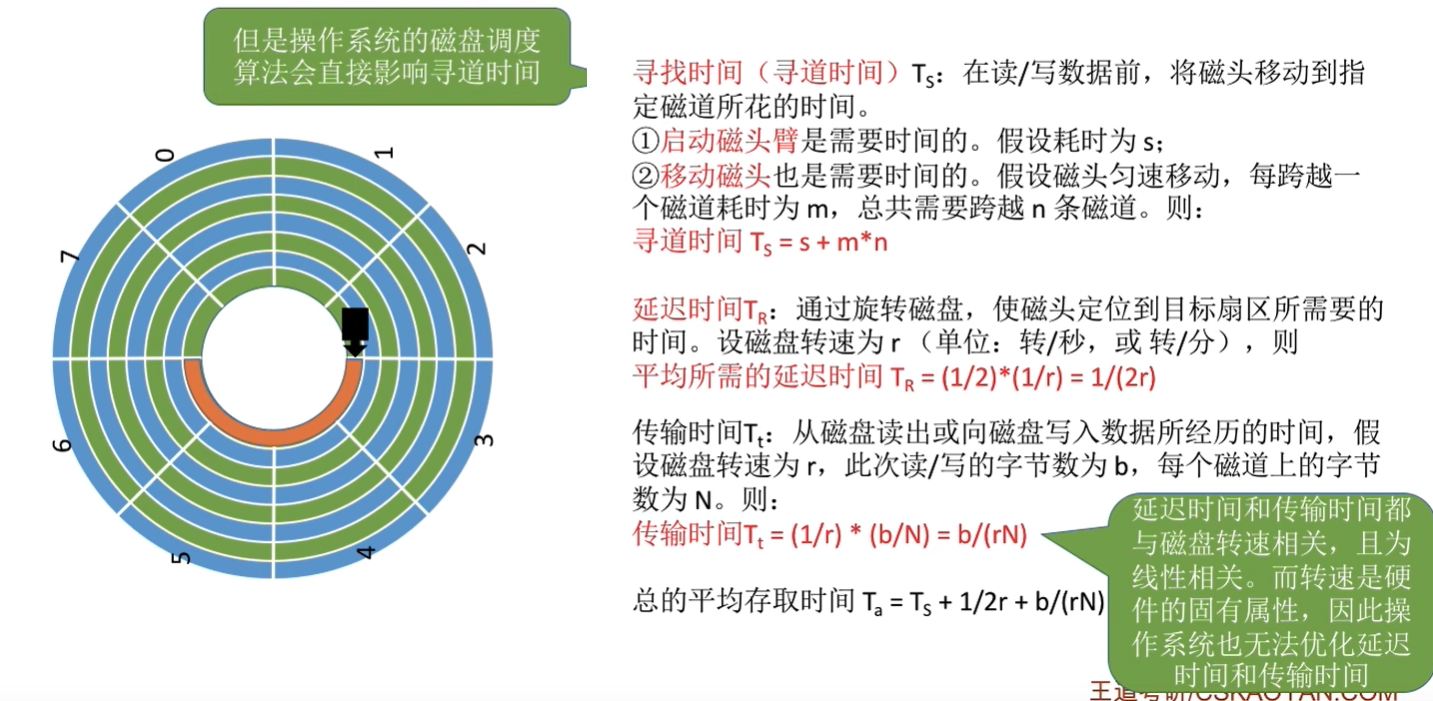 但是操作系统的磁盘调度
算法会直接影响寻道时间
0
1
2
3
4
5
6
7
寻找时间（寻道时间）TS：在读/写数据前，将磁头移动到指
定磁道所花的时间。
①启动磁头臂是需要时间的。假设耗时为 s；
②移动磁头也是需要时间的。假设磁头匀速移动，每跨越一
个磁道耗时为 m，总共需要跨越 n 条磁道。则：
寻道时间 TS = s + m*n
延迟时间TR：通过旋转磁盘，使磁头定位到目标扇区所需要的
时间。设磁盘转速为 r （单位：转/秒，或 转/分），则
平均所需的延迟时间 TR = (1/2)*(1/r) = 1/(2r)
传输时间Tt：从磁盘读出或向磁盘写入数据所经历的时间，假
设磁盘转速为 r，此次读/写的字节数为 b，每个磁道上的字节
数为 N。则：
传输时间Tt = (1/r) * (b/N) = b/(rN)
总的平均存取时间 Ta = TS + 1/2r + b/(rN)
延迟时间和传输时间都
与磁盘转速相关，且为
线性相关。而转速是硬
件的固有属性，因此操
作系统也无法优化延迟
时间和传输时间
王道考研/CSKAOYAN.COM